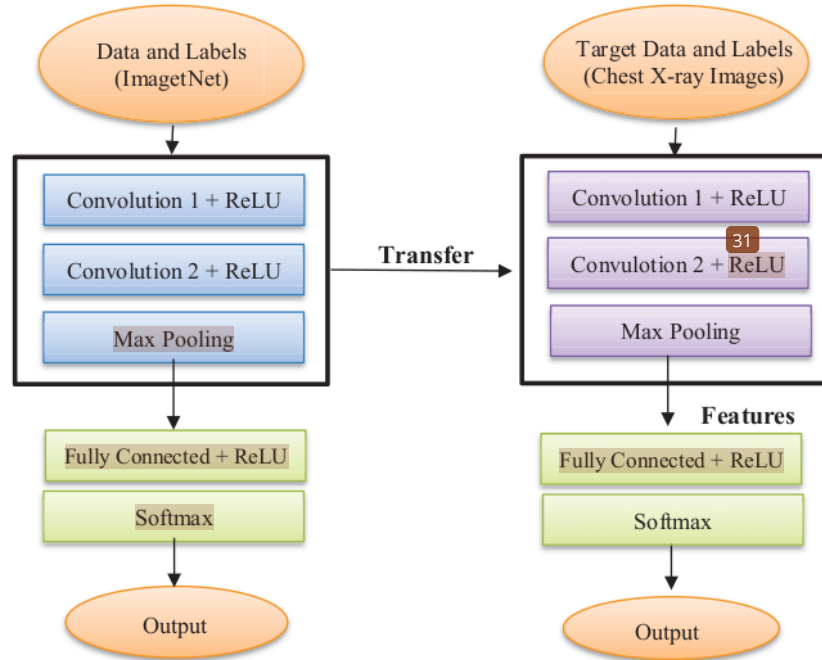 Data and Labels
(ImagetNet)
Convolution 1 + ReLU
Convolution 2 + ReLU
Max Pooling
Fully Connected + ReLU
Softmax
Output
Transfer
Target Data and Labels
(Chest X-ray Images)
Convolution 1 + ReLU
31
Convulotion 2 + ReLU
Max Pooling
Features
Fully Connected + ReLU
Softmax
Output